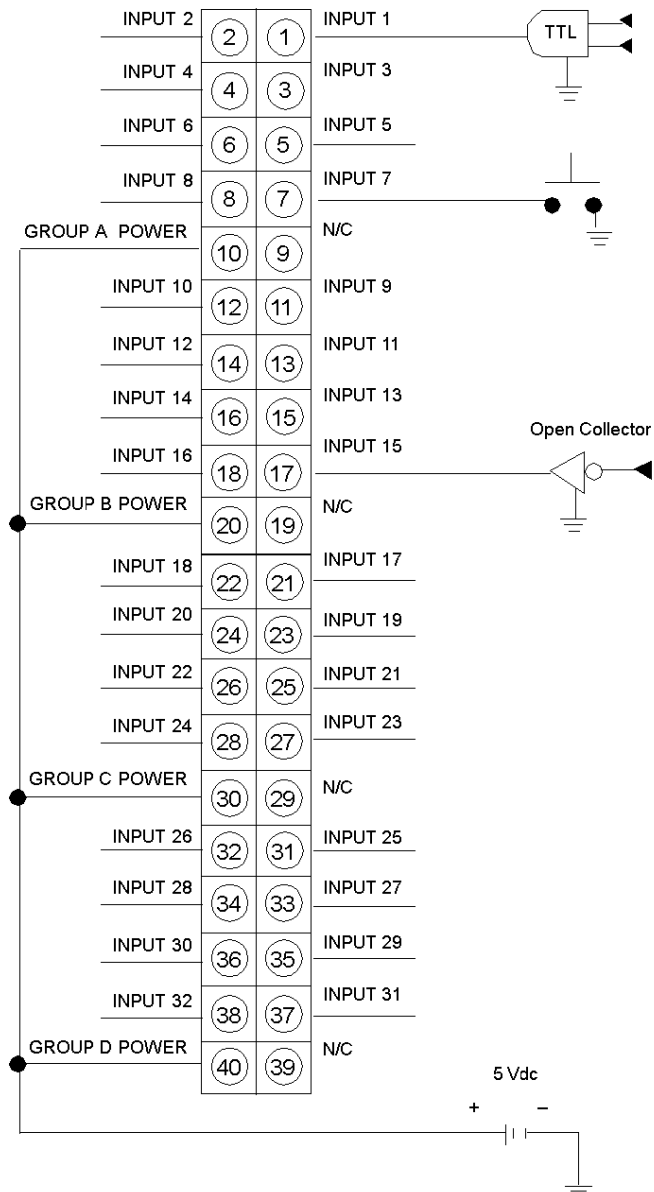 INPUT 2 2 1 INPUT 1 TTL
INPUT 4 4 3 INPUT 3
INPUT 6 6 5 INPUT 5
INPUT 8 8 7 INPUT 7
GROUP A POWER 10 9 N/C
INPUT 10 12 11 INPUT 9
INPUT 12 14 13 INPUT 11
INPUT 14 16 15 INPUT 13
Open Collector
INPUT 16 18 17 INPUT 15
GROUP B POWER 20 19 N/C
INPUT 18 22 21 INPUT 17
INPUT 20 24 23 INPUT 19
INPUT 22 26 25 INPUT 21
INPUT 24 28 27 INPUT 23
GROUP C POWER 30 29 N/C
INPUT 26 32 31 INPUT 25
INPUT 28 34 33 INPUT 27
INPUT 30 36 35 INPUT 29
INPUT 32 38 37 INPUT 31
GROUP D POWER 40 39 N/C
5 Vdc
+ −